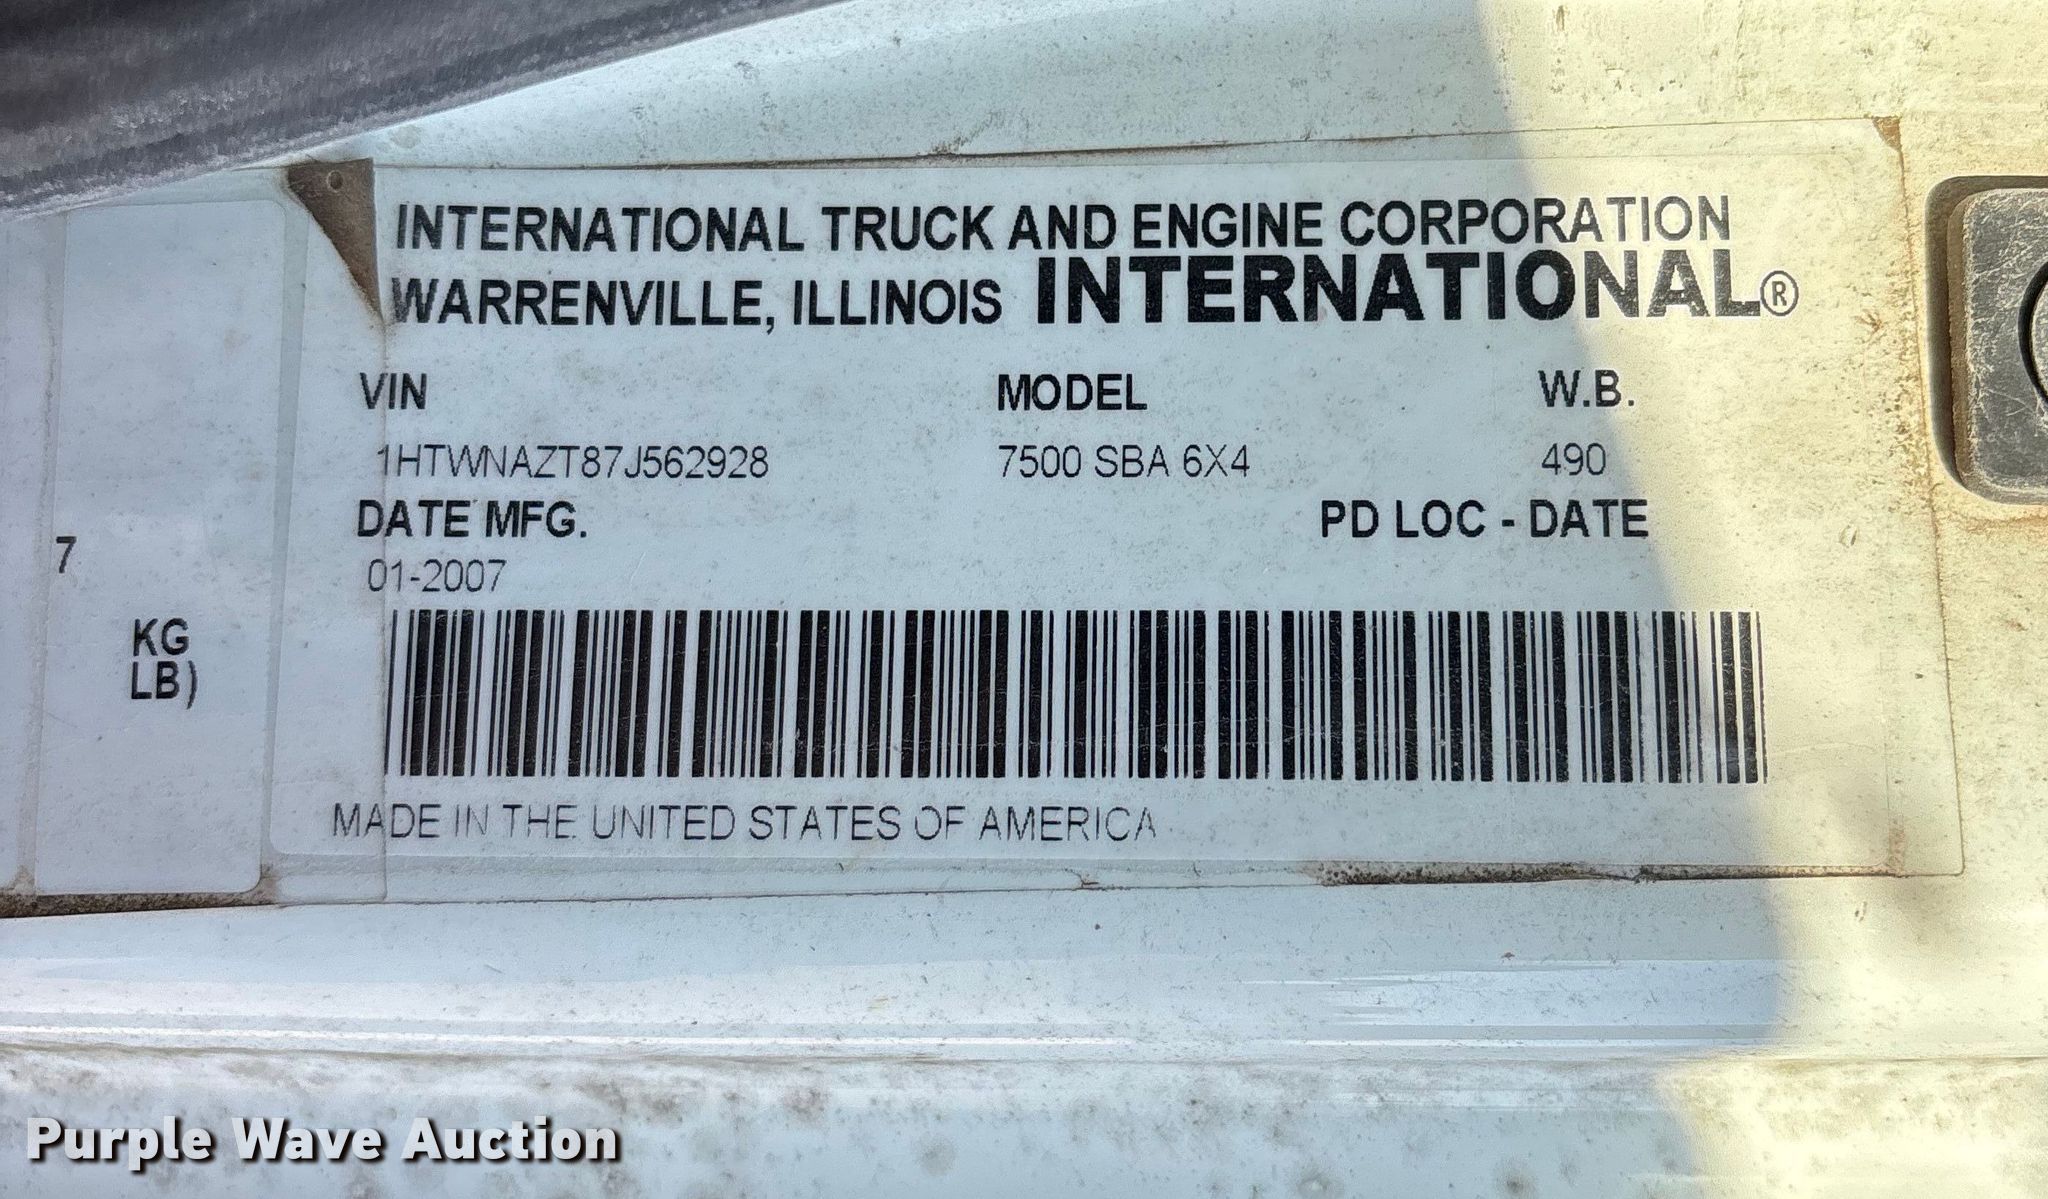 INTERNATIONAL TRUCK AND ENGINE CORPORATION
WARRENVILLE, ILLINOIS INTERNATIONAL®
VIN MODEL W.B.
1HTWNAZT87J562928 7500 SBA 6X4 490
DATE MFG. PD LOC - DATE
01-2007
MADE IN THE UNITED STATES OF AMERICA
7
KG
LB)
Purple Wave Auction